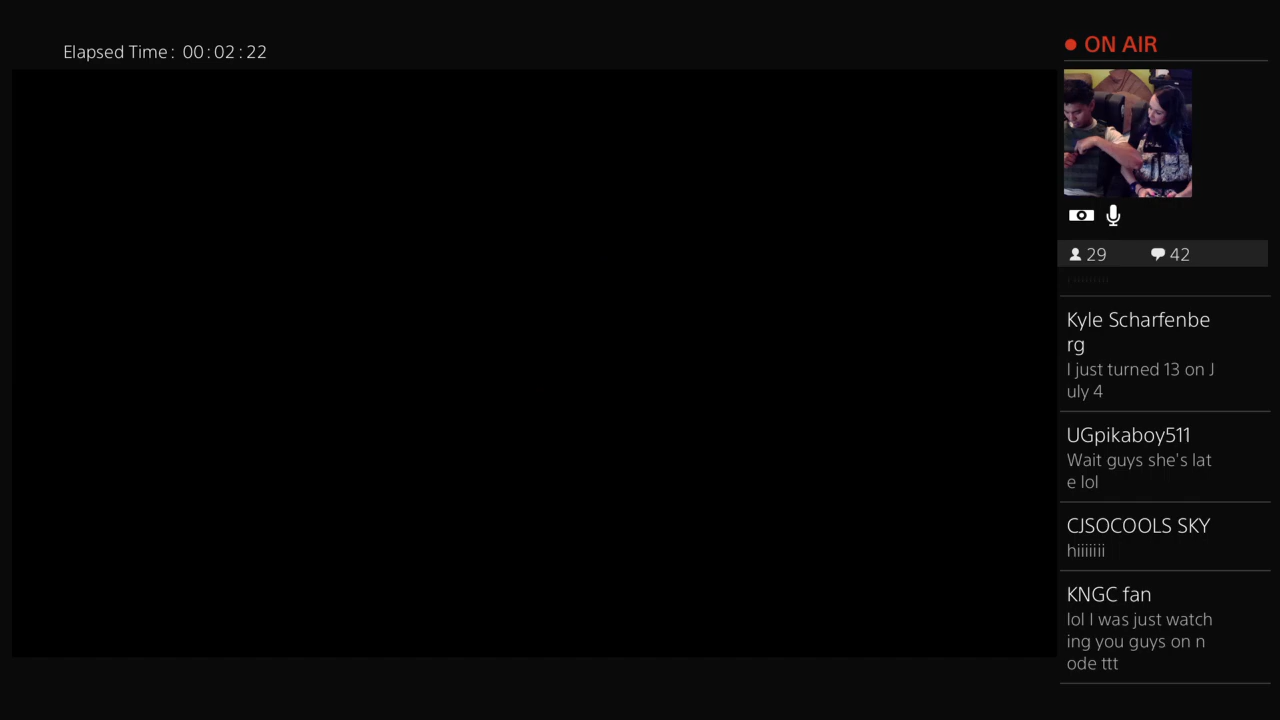 Elapsed Time: 00:02:22
ON AIR
29 42
Kyle Scharfenbe
rg
I just turned 13 on J
uly 4
UGpikaboy511
Wait guys she's lat
e lol
CJSOCOOLS SKY
hiiiiiii
KNGC fan
lol I was just watch
ing you guys on n
ode ttt